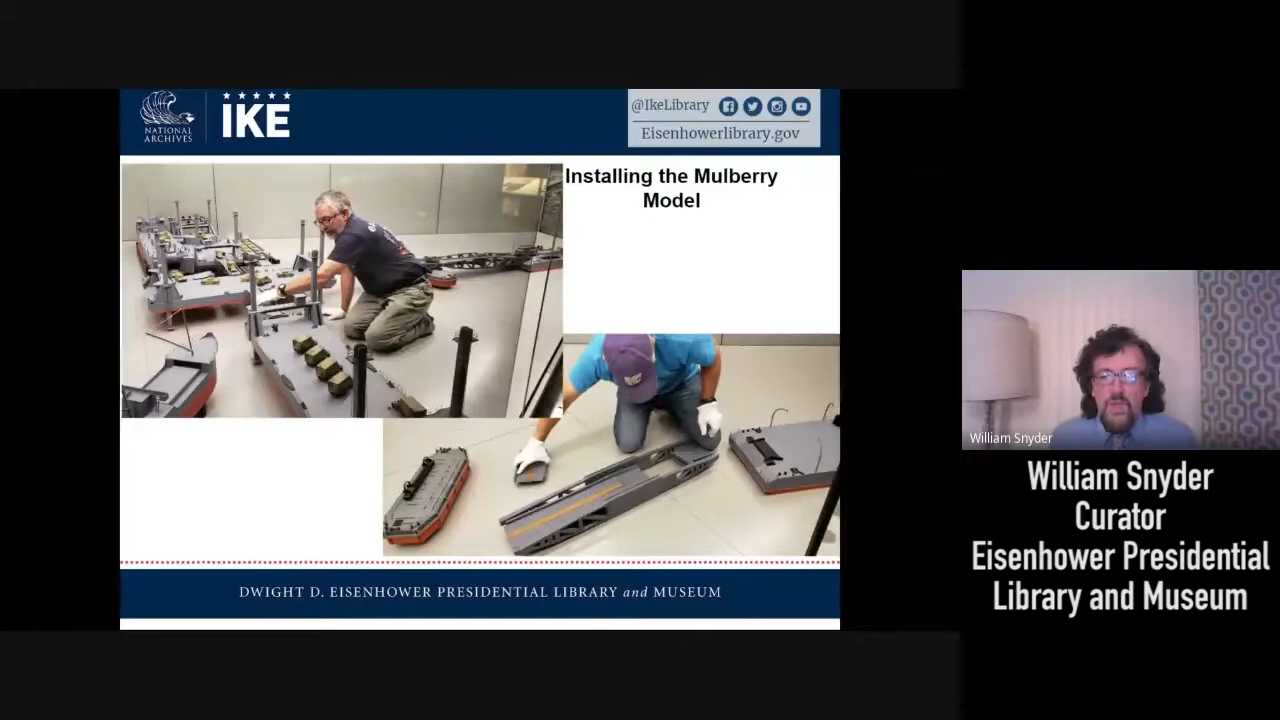 NATIONAL
ARCHIVES
IKE
@IkeLibrary
Eisenhowerlibrary.gov
Installing the Mulberry
Model
DWIGHT D. EISENHOWER PRESIDENTIAL LIBRARY and MUSEUM
William Snyder
William Snyder
Curator
Eisenhower Presidential
Library and Museum